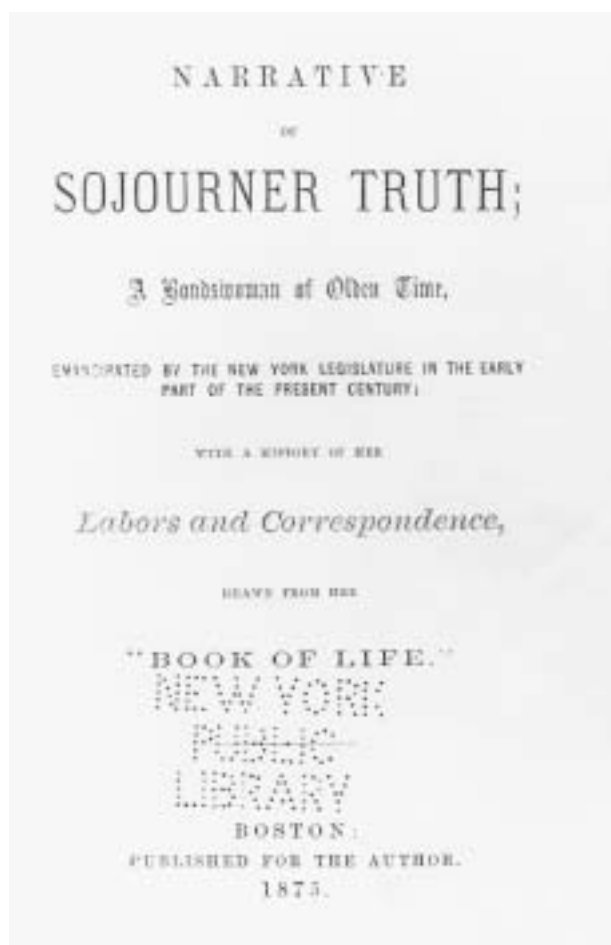 NARRATIVE
OF
SOJOURNER TRUTH;
A Bondswoman of Olden Time,
EMANCIPATED BY THE NEW YORK LEGISLATURE IN THE EARLY
PART OF THE PRESENT CENTURY;
WITH A HISTORY OF HER
Labors and Correspondence,
DRAWN FROM HER
"BOOK OF LIFE."
NEW YORK
PUBLIC
LIBRARY
BOSTON:
PUBLISHED FOR THE AUTHOR.
1875.